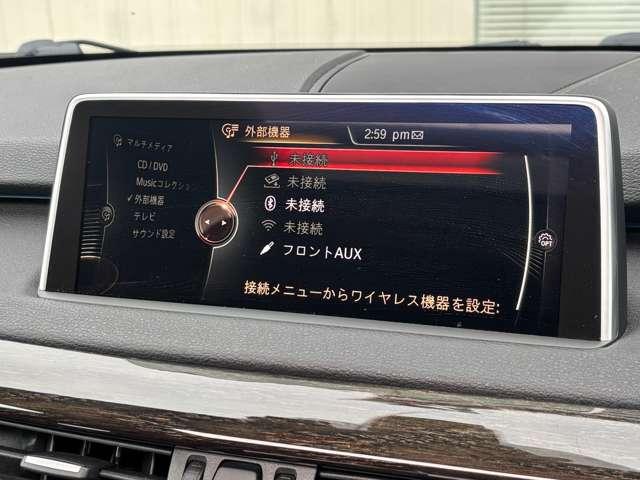 外部機器
2:59 pm
マルチメディア
CD / DVD
Musicコレクション
✓外部機器
テレビ
サウンド設定
未接続
未接続
未接続
未接続
フロントAUX
OPT
接続メニューからワイヤレス機器を設定: